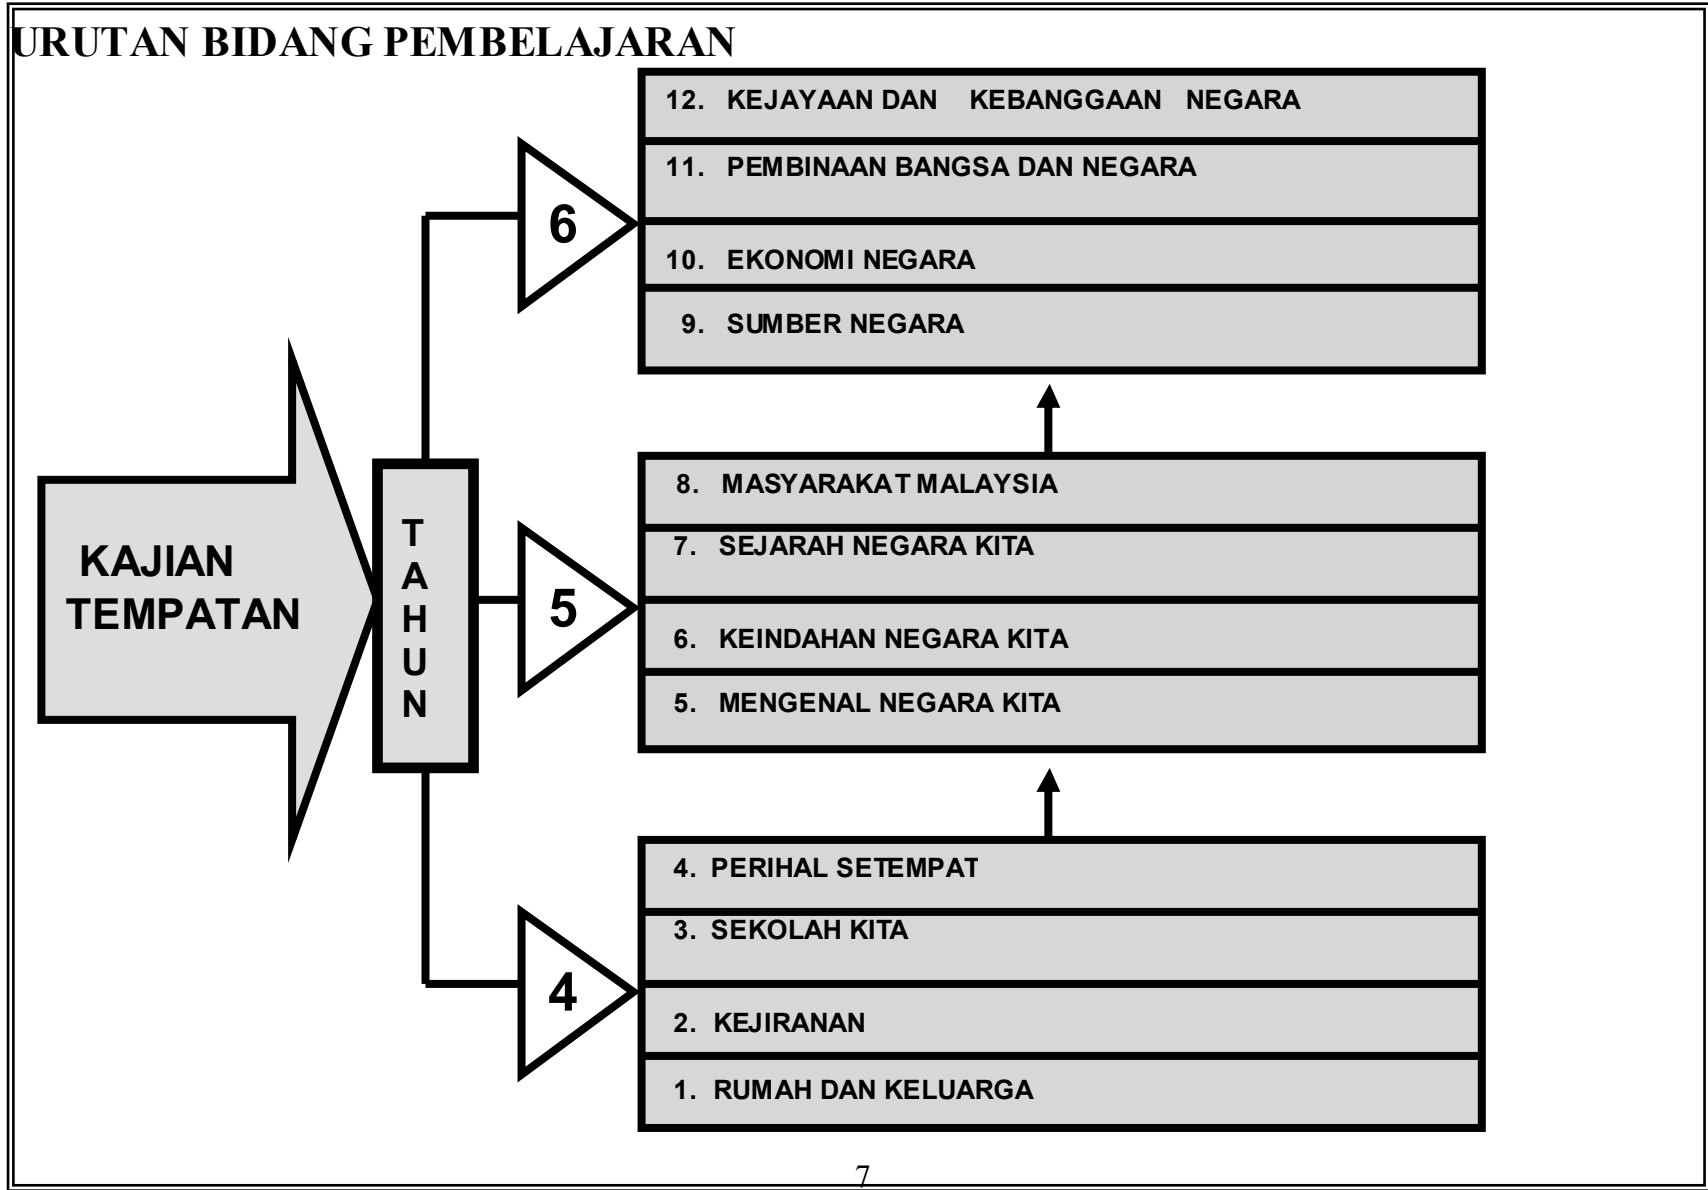 URUTAN BIDANG PEMBELAJARAN
12. KEJAYAAN DAN KEBANGGAAN NEGARA
11. PEMBINAAN BANGSA DAN NEGARA
6
10. EKONOMI NEGARA
9. SUMBER NEGARA
KAJIAN
TEMPATAN
T
A
H
U
N
8. MASYARAKAT MALAYSIA
7. SEJARAH NEGARA KITA
5
6. KEINDAHAN NEGARA KITA
5. MENGENAL NEGARA KITA
4. PERIHAL SETEMPAT
3. SEKOLAH KITA
4
2. KEJIRANAN
1. RUMAH DAN KELUARGA
7